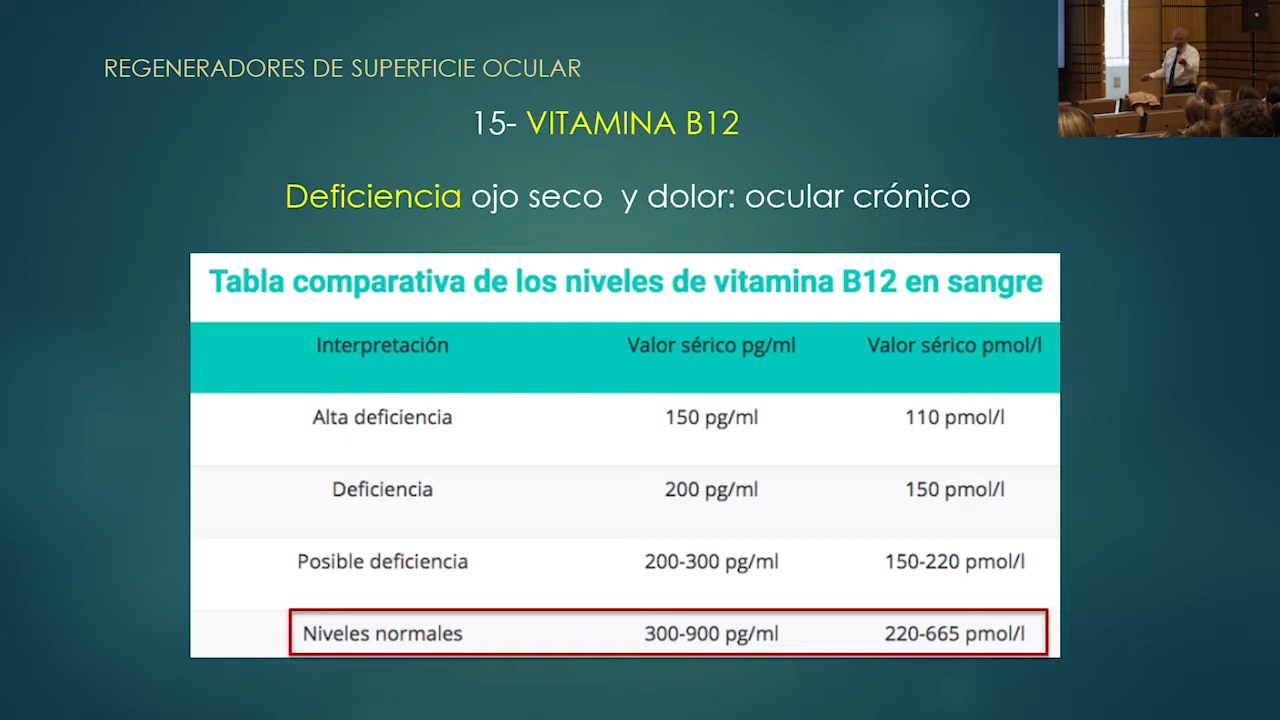 REGENERADORES DE SUPERFICIE OCULAR
15- VITAMINA B12
Deficiencia ojo seco y dolor: ocular crónico
Tabla comparativa de los niveles de vitamina B12 en sangre
Interpretación Valor sérico pg/ml Valor sérico pmol/l
Alta deficiencia 150 pg/ml 110 pmol/l
Deficiencia 200 pg/ml 150 pmol/l
Posible deficiencia 200-300 pg/ml 150-220 pmol/l
Niveles normales 300-900 pg/ml 220-665 pmol/l